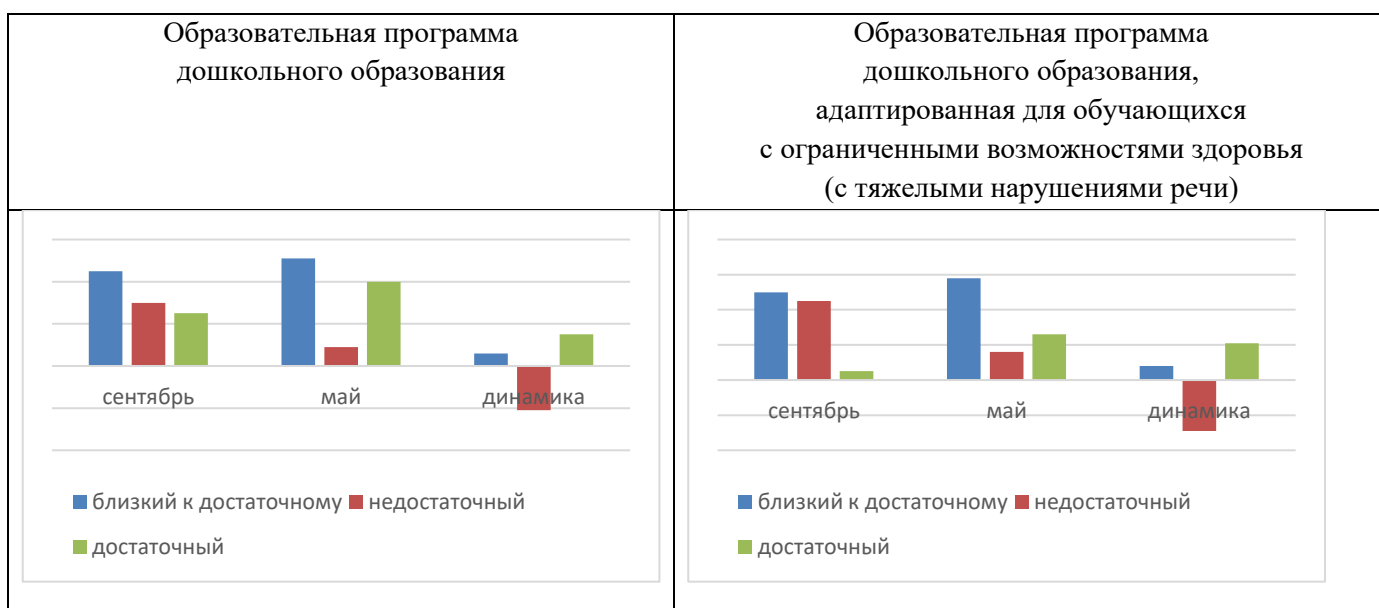 Образовательная программа
дошкольного образования
Образовательная программа
дошкольного образования,
адаптированная для обучающихся
с ограниченными возможностями здоровья
(с тяжелыми нарушениями речи)
сентябрь май динамика
близкий к достаточному недостаточный
достаточный
сентябрь май динамика
близкий к достаточному недостаточный
достаточный